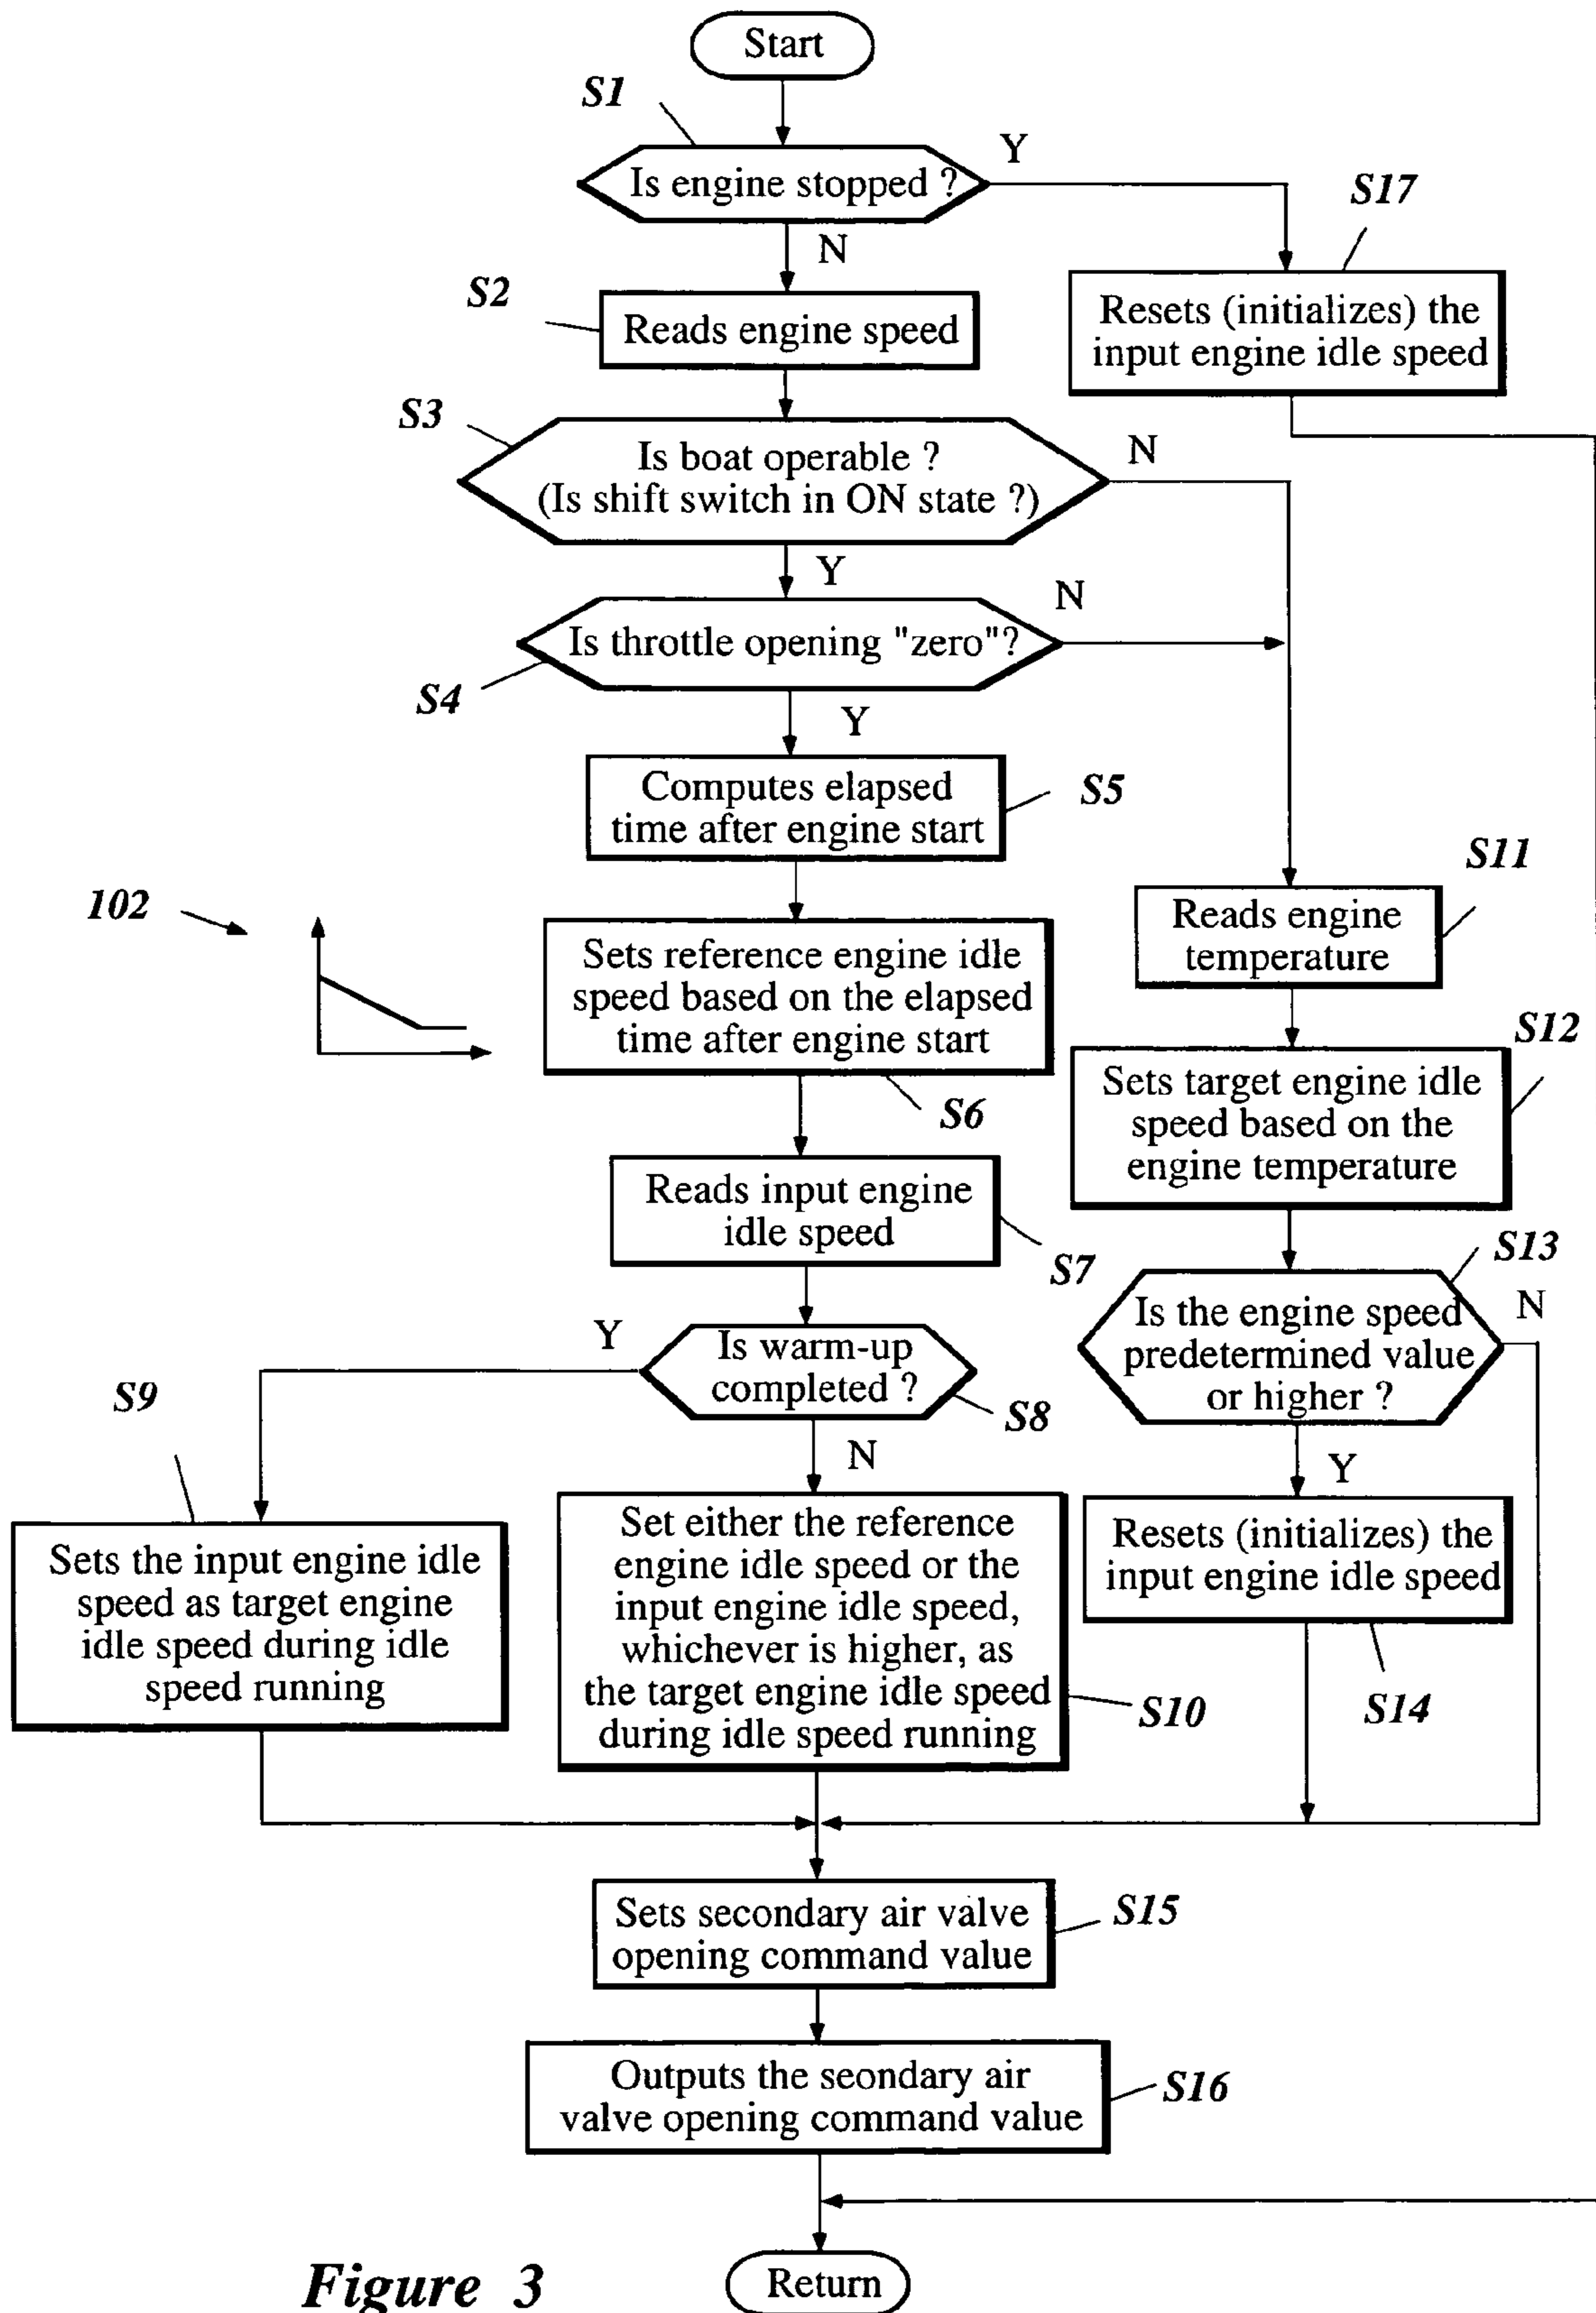 Start
S1
Y
Is engine stopped ?
S17
N
S2
Reads engine speed
Resets (initializes) the
input engine idle speed
S3
Is boat operable ?
(Is shift switch in ON state ?)
N
Y
N
Is throttle opening "zero"?
S4
Y
Computes elapsed
time after engine start
S5
S11
102
Reads engine
temperature
Sets reference engine idle
speed based on the elapsed
time after engine start
S12
Sets target engine idle
speed based on the
engine temperature
S6
Reads input engine
idle speed
S7
S13
Is the engine speed
predetermined value
or higher ?
N
Y
Y
Is warm-up
completed ?
S8
S9
N
Sets the input engine idle
speed as target engine
idle speed during idle
speed running
Set either the reference
engine idle speed or the
input engine idle speed,
whichever is higher, as
the target engine idle speed
during idle speed running
S10
Resets (initializes) the
input engine idle speed
S14
Sets secondary air valve
opening command value
S15
Outputs the seondary air
valve opening command value
S16
Return
Figure 3